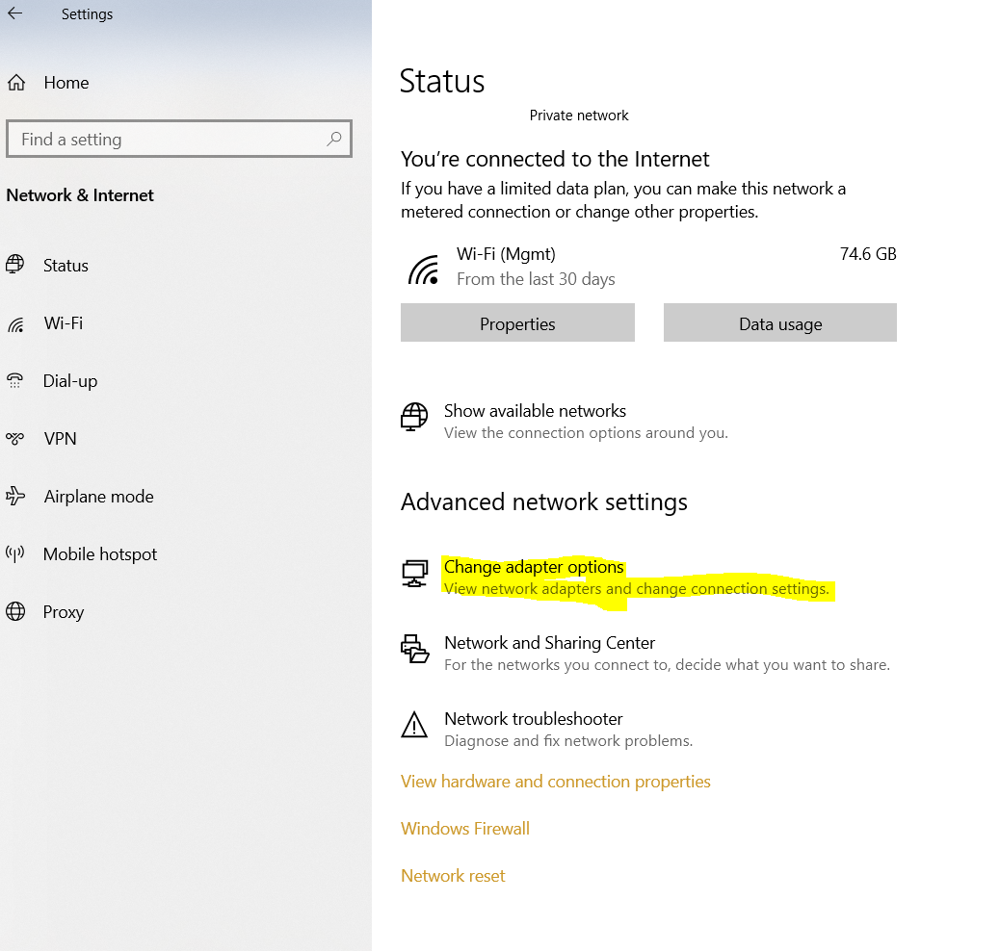 Settings
Home
Find a setting
Network & Internet
Status
Wi-Fi
Dial-up
VPN
Airplane mode
Mobile hotspot
Proxy
Status
Private network
You're connected to the Internet
If you have a limited data plan, you can make this network a
metered connection or change other properties.
Wi-Fi (Mgmt) 74.6 GB
From the last 30 days
Properties Data usage
Show available networks
View the connection options around you.
Advanced network settings
Change adapter options
View network adapters and change connection settings.
Network and Sharing Center
For the networks you connect to, decide what you want to share.
Network troubleshooter
Diagnose and fix network problems.
View hardware and connection properties
Windows Firewall
Network reset